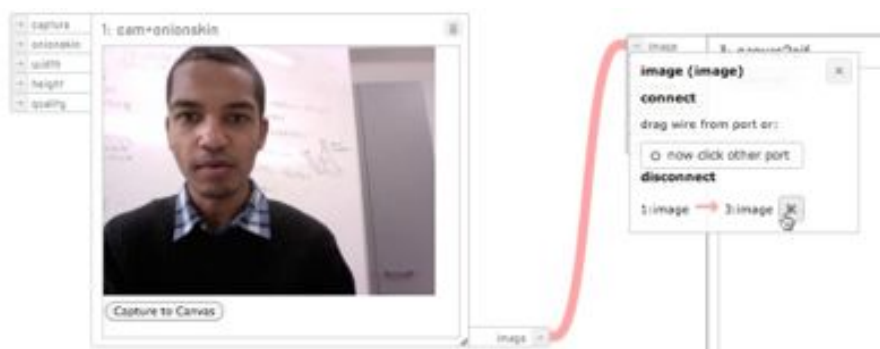 capture
onionskin
width
height
quality
1: cam+onionskin
Capture to Canvas
image
image
image (image)
connect
drag wire from port or:
now click other port
disconnect
1:image
3:image